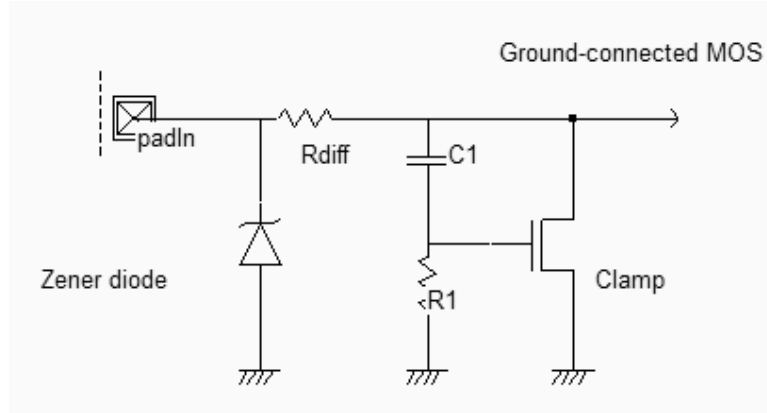 Ground-connected MOS
padIn
Rdiff
C1
Zener diode
R1
Clamp